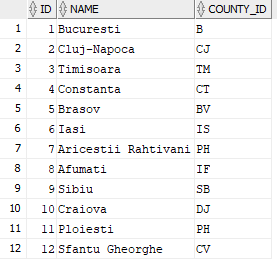 ID NAME COUNTY_ID
1 1 Bucuresti B
2 2 Cluj-Napoca CJ
3 3 Timisoara TM
4 4 Constanta CT
5 5 Brasov BV
6 6 Iasi IS
7 7 Aricestii Rahtivani PH
8 8 Afumati IF
9 9 Sibiu SB
10 10 Craiova DJ
11 11 Ploiesti PH
12 12 Sfantu Gheorghe CV